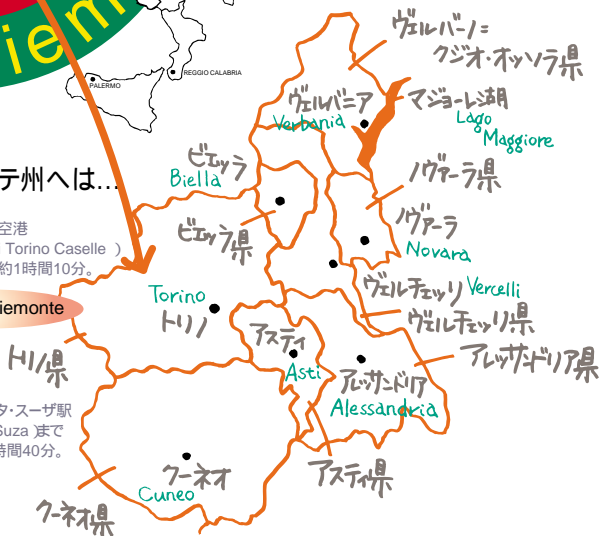 iem
REGGIO CALABRIA
PALERMO
ヴェルバーノ=
クジオ・オッソラ県
ヴェルバニア
Verbania
マジョーレ湖
Lago
Maggiore
テ州へは...
ビエッラ
Biella
ノヴァーラ県
空港
Torino Caselle )
約1時間10分。
ビエッラ県
ノヴァーラ
Novara
iemonte
Torino
トリノ
ヴェルチェッリ Vercelli
ヴェルチェッリ県
トリノ県
アスティ
Asti
アレッサンドリア
Alessandria
アレッサンドリア県
タ・スーザ駅
Suza )まで
時間40分。
クーネオ
Cuneo
アスティ県
クーネオ県